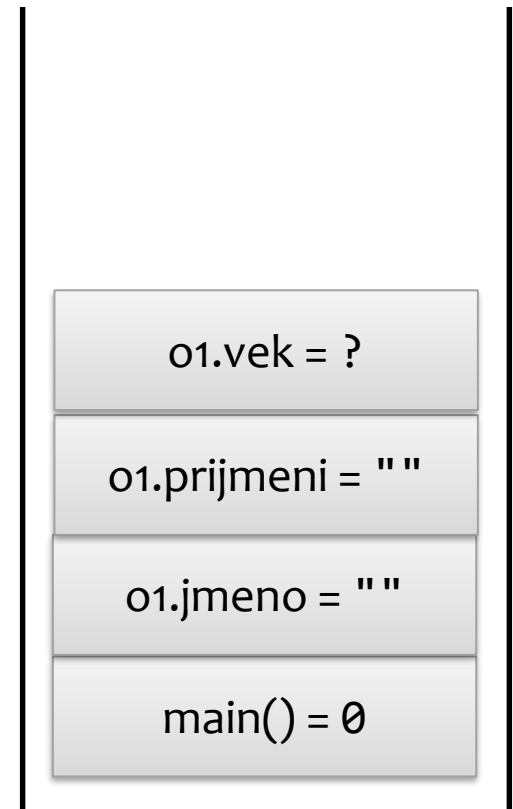 o1.vek = ?
o1.prijmeni = ""
o1.jmeno = ""
main() = 0